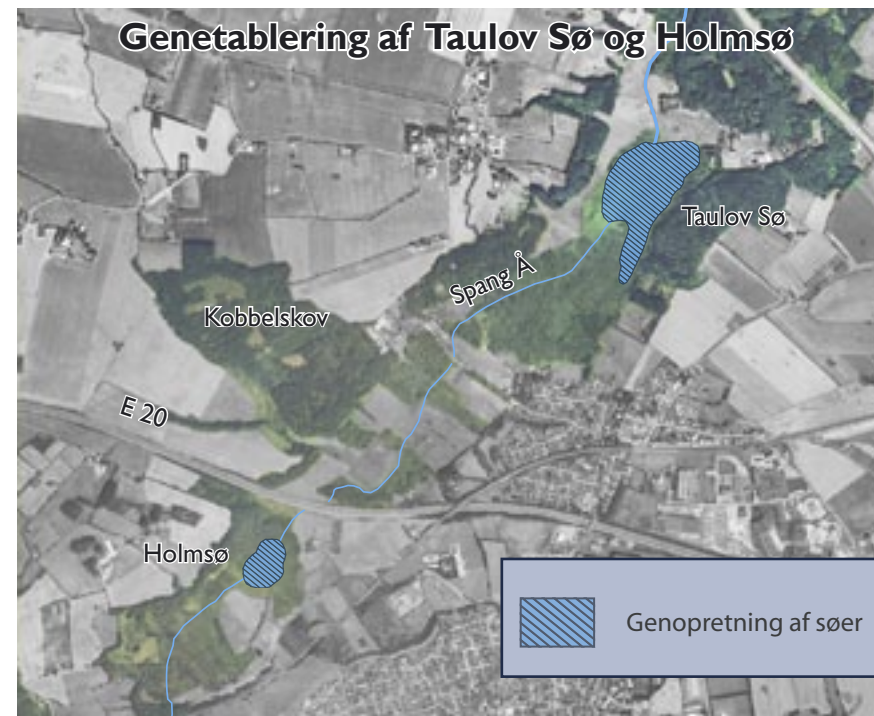 Genetablering af Taulov Sø og Holmsø
Taulov Sø
Spang Å
Kobbelskov
E 20
Holmsø
Genopretning af søer